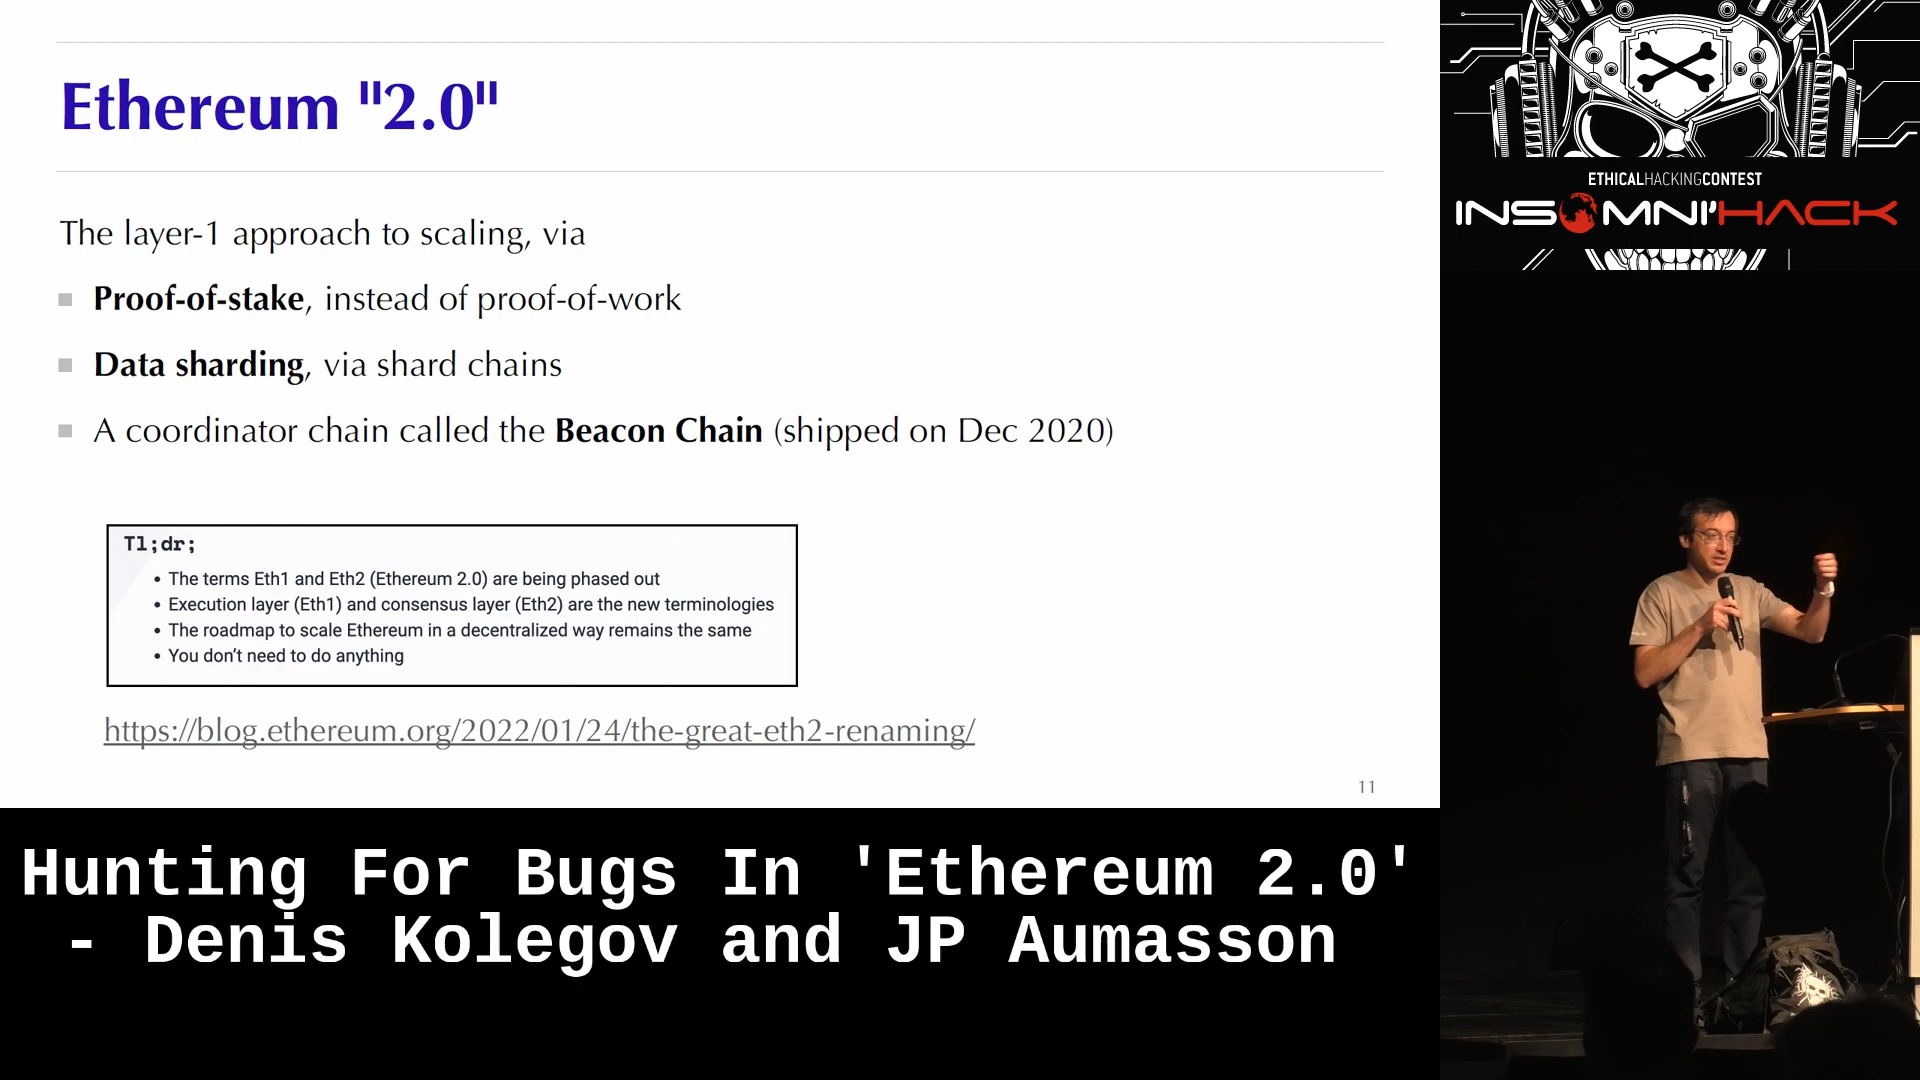 Ethereum "2.0"
The layer-1 approach to scaling, via
Proof-of-stake, instead of proof-of-work
Data sharding, via shard chains
A coordinator chain called the Beacon Chain (shipped on Dec 2020)
Tl;dr;
• The terms Eth1 and Eth2 (Ethereum 2.0) are being phased out
• Execution layer (Eth1) and consensus layer (Eth2) are the new terminologies
• The roadmap to scale Ethereum in a decentralized way remains the same
• You don't need to do anything
https://blog.ethereum.org/2022/01/24/the-great-eth2-renaming/
11
ETHICALHACKINGCONTEST
INSOMNI'HACK
Hunting For Bugs In 'Ethereum 2.0'
- Denis Kolegov and JP Aumasson